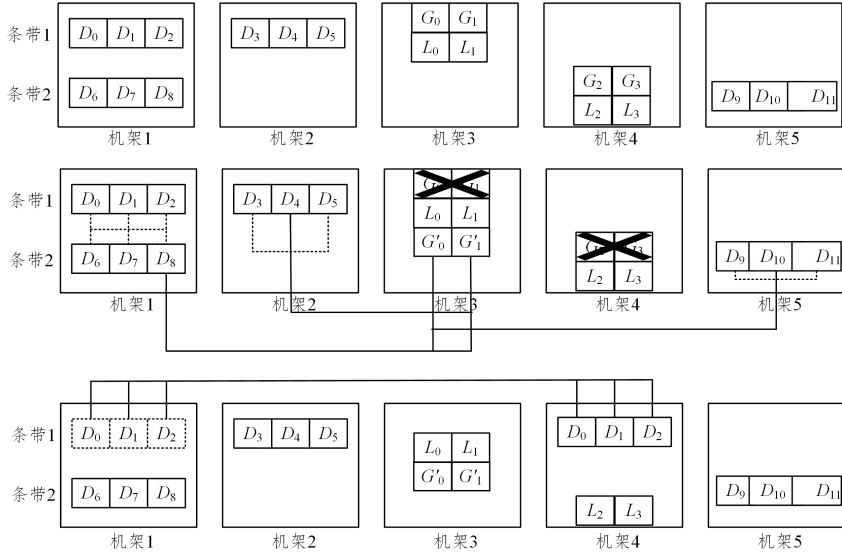 条带1 D₀ D₁ D₂ D₃ D₄ D₅ G₀ G₁
L₀ L₁
G₂ G₃
条带2 D₆ D₇ D₈ L₂ L₃ D₉ D₁₀ D₁₁
机架1 机架2 机架3 机架4 机架5
条带1 D₀ D₁ D₂ D₃ D₄ D₅
L₀ L₁
条带2 D₆ D₇ D₈ G'₀ G'₁ D₉ D₁₀ D₁₁
L₂ L₃
机架1 机架2 机架3 机架4 机架5
条带1 D₀ D₁ D₂ D₃ D₄ D₅ L₀ L₁ D₀ D₁ D₂
G'₀ G'₁
条带2 D₆ D₇ D₈ D₉ D₁₀ D₁₁
L₂ L₃
机架1 机架2 机架3 机架4 机架5